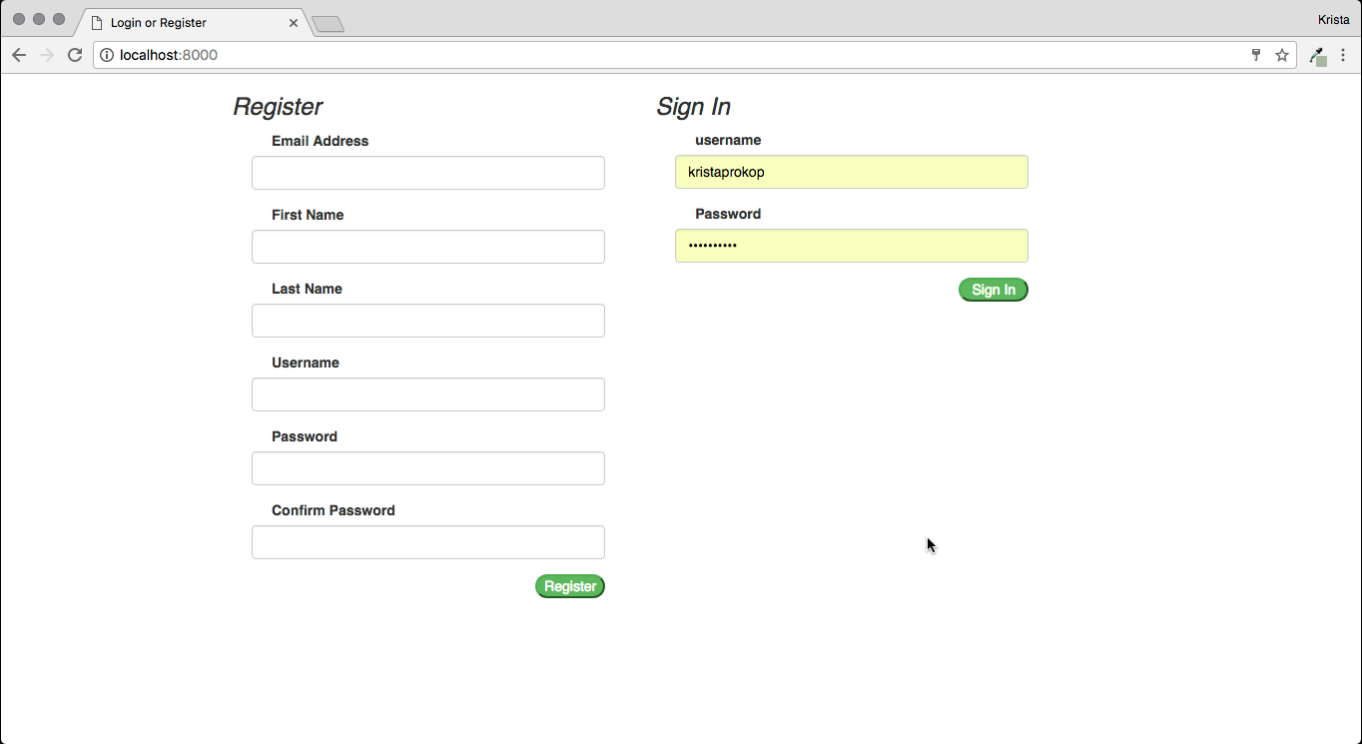 Login or Register
Krista
localhost:8000
Register
Email Address
First Name
Last Name
Username
Password
Confirm Password
Register
Sign In
username
kristaprokop
Password
••••••••••
Sign In